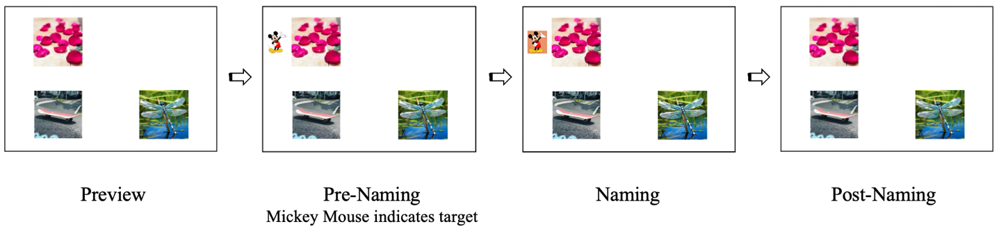 Preview
Pre-Naming
Mickey Mouse indicates target
Naming
Post-Naming